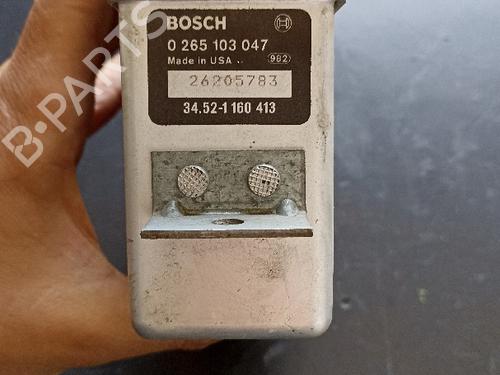 BOSCH
0 265 103 047
Made in USA .. 982
26205783
34.52-1 160 413
B-PARTS